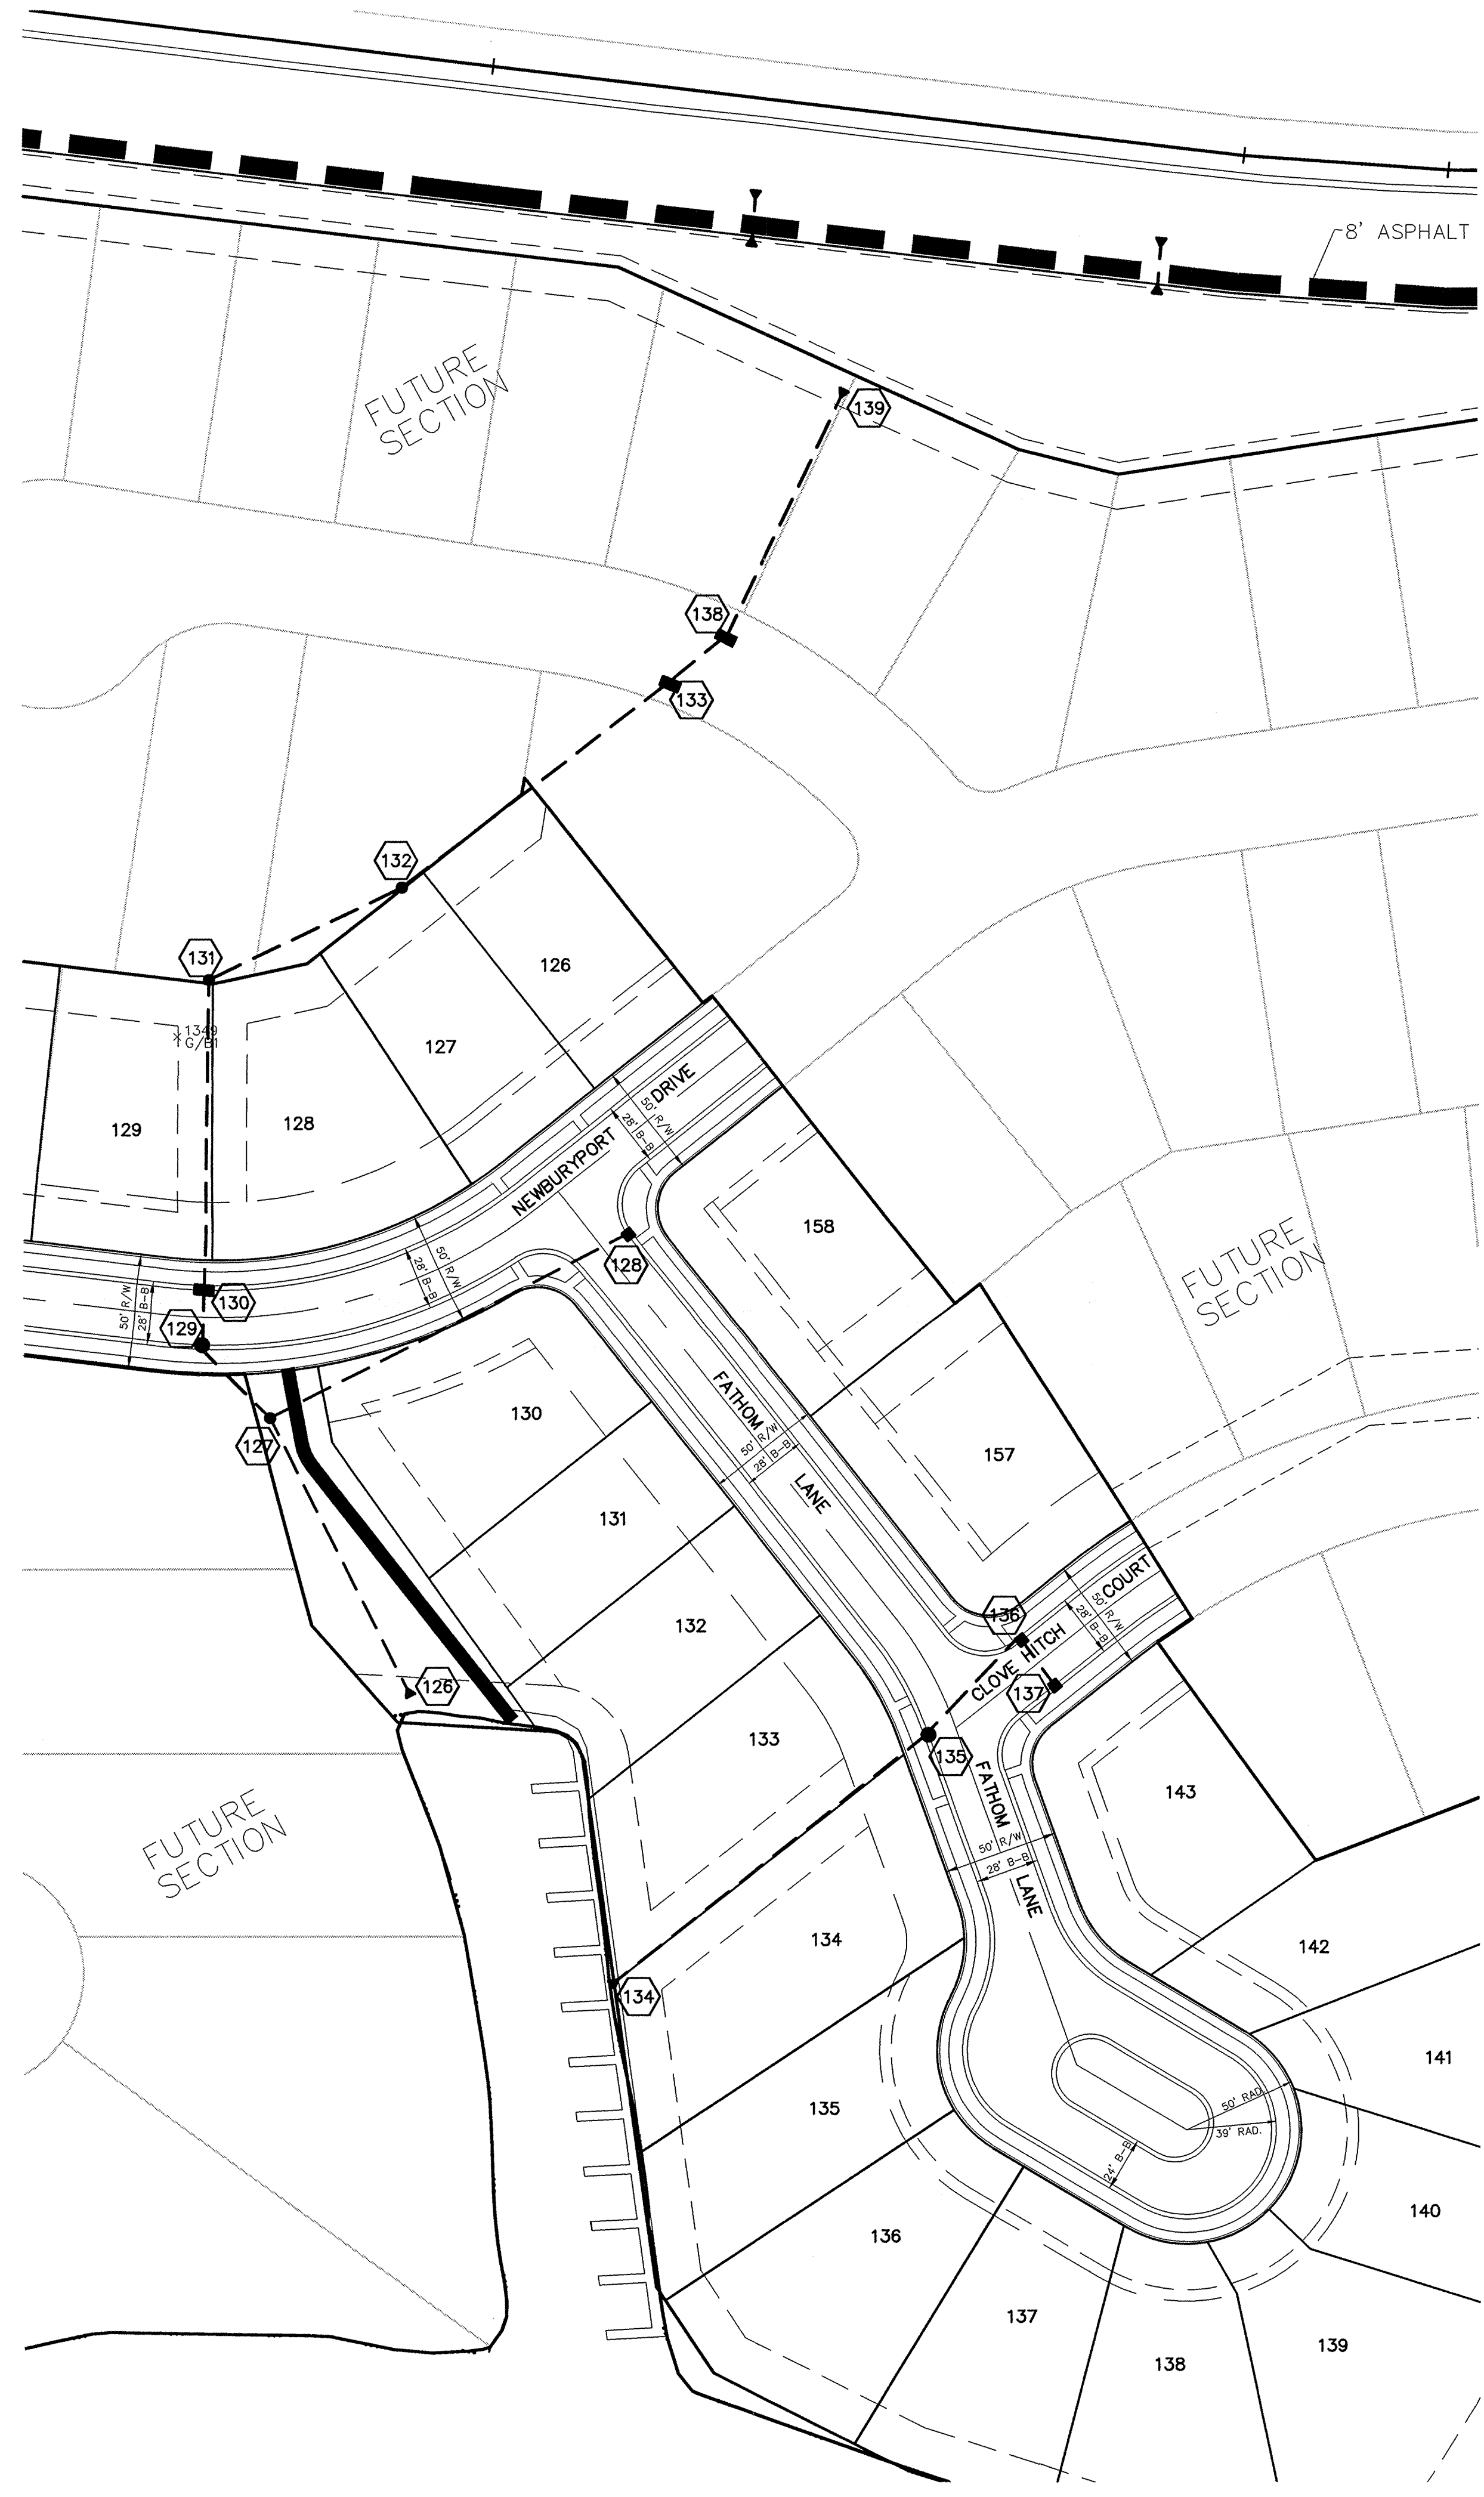 8' ASPHALT
FUTURE
SECTION
139
138
133
132
131
126
1349
G/B1
127
128
129
DRIVE
50' R/W
28' B-B
NEWBURYPORT
158
128
50' R/W
28' B-B
50' R/W
28' B-B
130
129
FUTURE
SECTION
127
130
FATHOM
50' R/W
28' B-B
LANE
157
131
132
136
COURT
50' R/W
28' B-B
CLOVE HITCH
137
126
133
135
FATHOM
143
50' R/W
28' B-B
LANE
FUTURE
SECTION
134
142
134
141
135
50' RAD.
39' RAD.
24' B-B
140
136
137
138
139